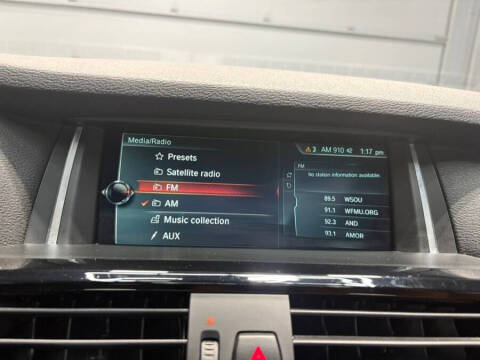 Media/Radio
3 AM 910 42 1:17 pm
Presets
Satellite radio
FM
AM
Music collection
AUX
FM
No station information available.
89.5 WSOU
91.1 WFMU.ORG
92.3 AND
93.1 AMOR